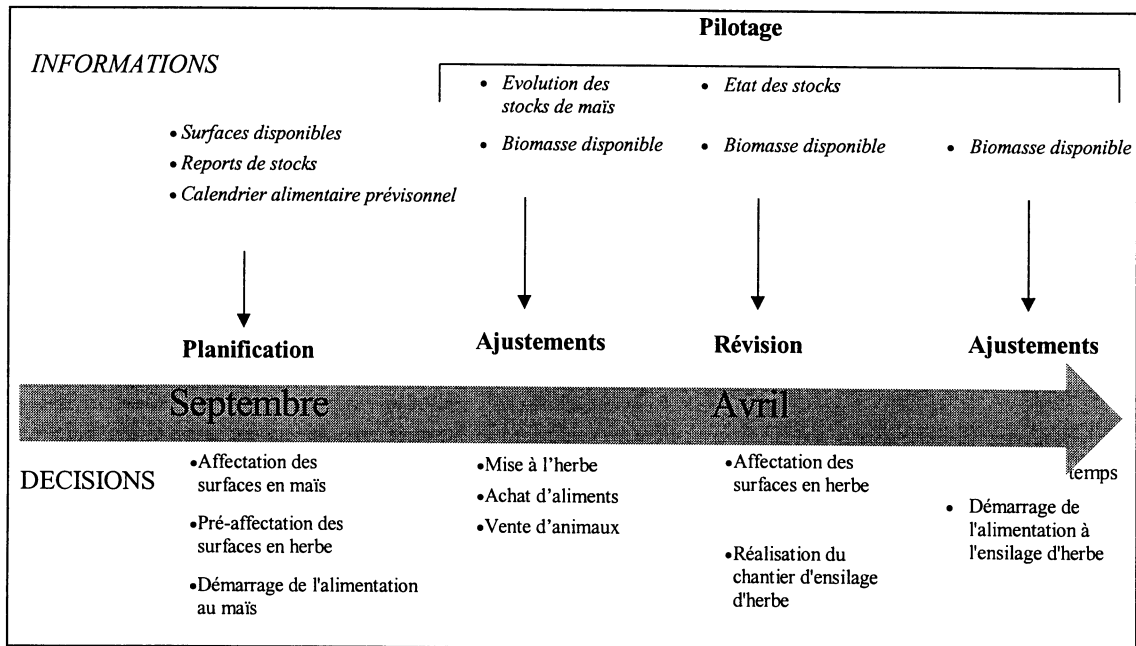 Pilotage
INFORMATIONS
• Evolution des
stocks de maïs
• Biomasse disponible
• Etat des stocks
• Biomasse disponible
• Biomasse disponible
• Surfaces disponibles
• Reports de stocks
• Calendrier alimentaire prévisonnel
Planification
Ajustements
Révision
Ajustements
Septembre
Avril
temps
DECISIONS
•Affectation des
surfaces en maïs
•Pré-affectation des
surfaces en herbe
•Démarrage de l'alimentation
au maïs
•Mise à l'herbe
•Achat d'aliments
•Vente d'animaux
•Affectation des
surfaces en herbe
•Réalisation du
chantier d'ensilage
d'herbe
• Démarrage de
l'alimentation à
l'ensilage d'herbe